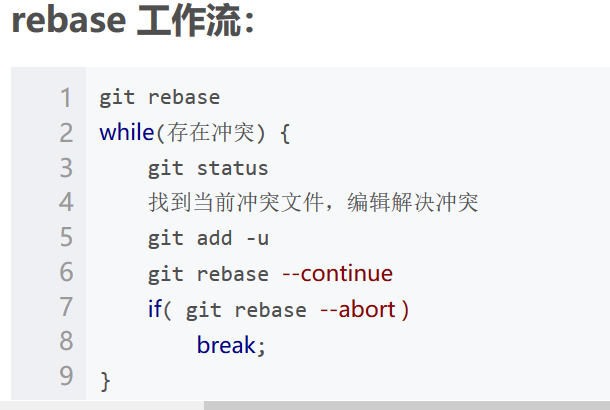 rebase 工作流：
1 git rebase
2 while(存在冲突) {
3 git status
4 找到当前冲突文件，编辑解决冲突
5 git add -u
6 git rebase --continue
7 if( git rebase --abort )
8 break;
9 }